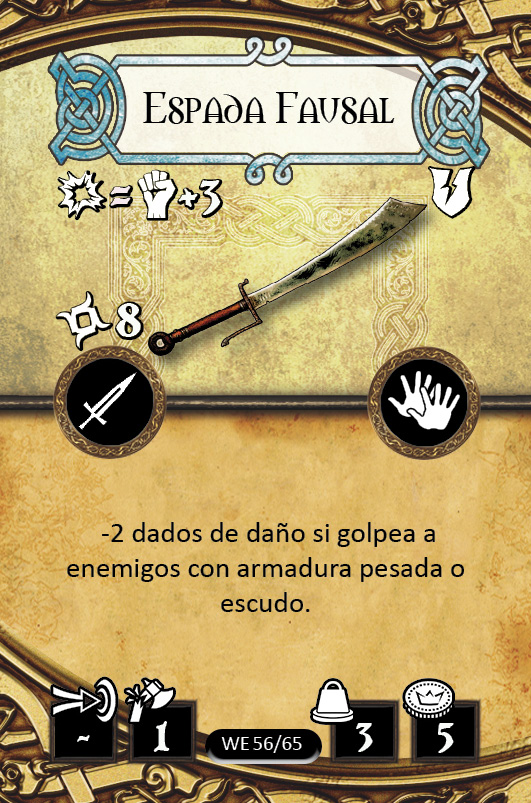 Espada Fausal
= +3
8
-2 dados de daño si golpea a
enemigos con armadura pesada o
escudo.
- 1 WE 56/65 3 5